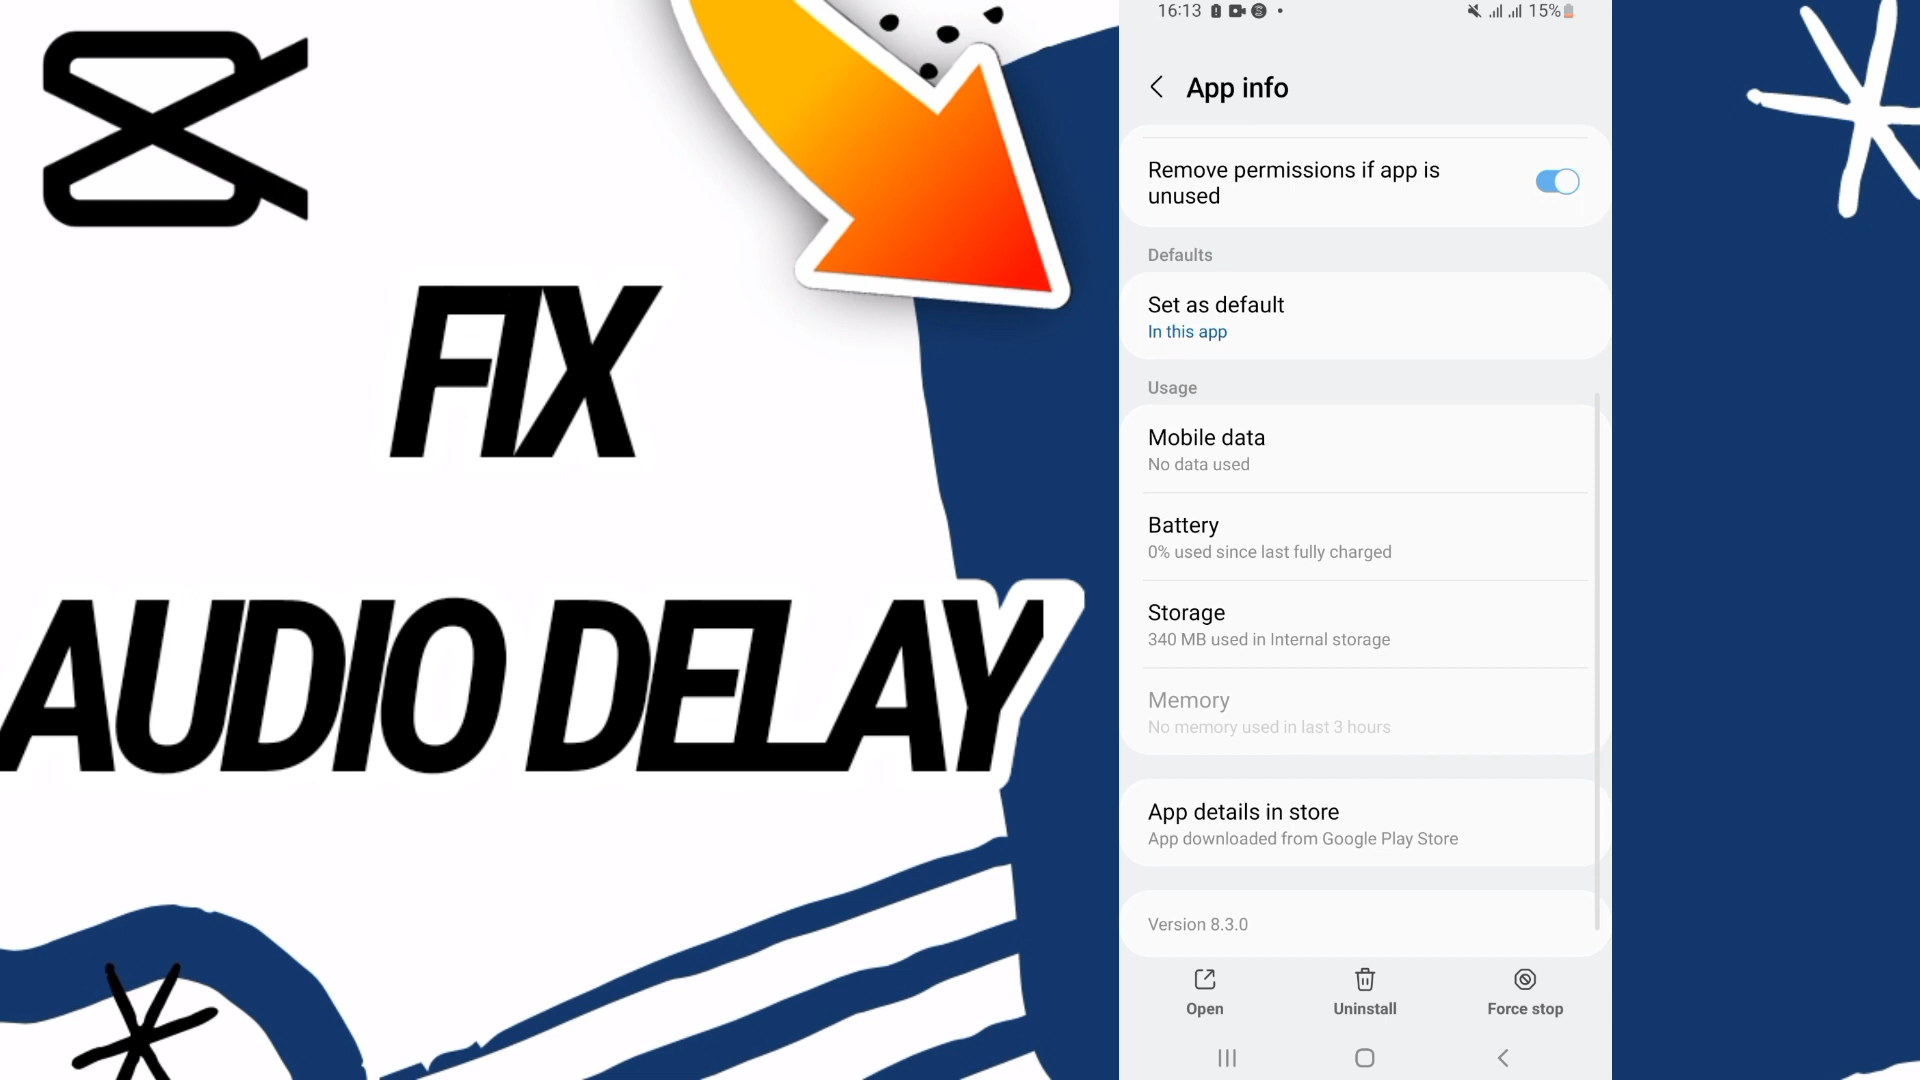 FIX
AUDIO DELAY
16:13
15%
App info
Remove permissions if app is
unused
Defaults
Set as default
In this app
Usage
Mobile data
No data used
Battery
0% used since last fully charged
Storage
340 MB used in Internal storage
Memory
No memory used in last 3 hours
App details in store
App downloaded from Google Play Store
Version 8.3.0
Open
Uninstall
Force stop